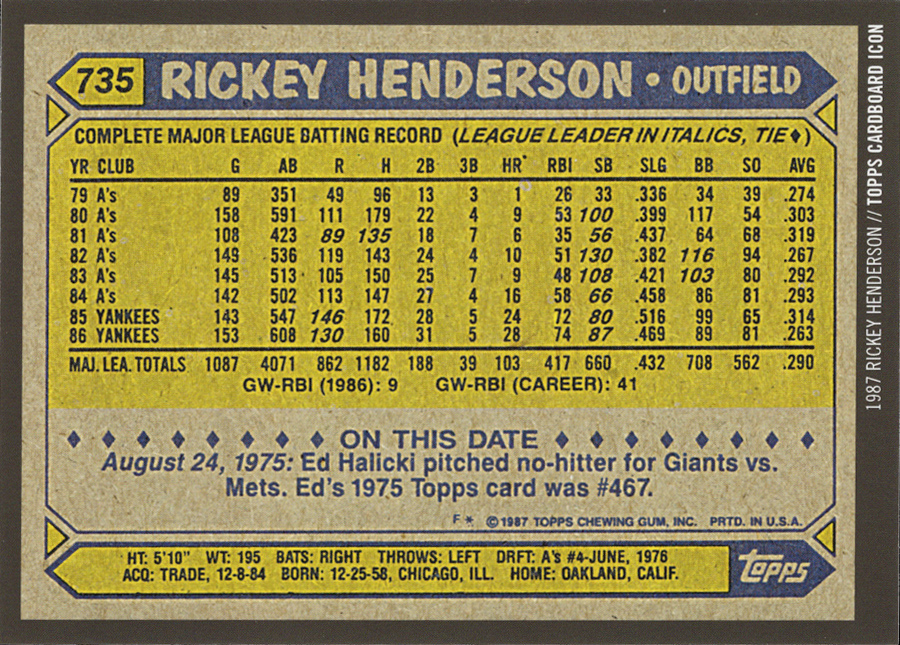 735 RICKEY HENDERSON • OUTFIELD
COMPLETE MAJOR LEAGUE BATTING RECORD (LEAGUE LEADER IN ITALICS, TIE♦)
YR CLUB G AB R H 2B 3B HR RBI SB SLG BB SO AVG
79 A's 89 351 49 96 13 3 1 26 33 .336 34 39 .274
80 A's 158 591 111 179 22 4 9 53 100 .399 117 54 .303
81 A's 108 423 89 135 18 7 6 35 56 .437 64 68 .319
82 A's 149 536 119 143 24 4 10 51 130 .382 116 94 .267
83 A's 145 513 105 150 25 7 9 48 108 .421 103 80 .292
84 A's 142 502 113 147 27 4 16 58 66 .458 86 81 .293
85 YANKEES 143 547 146 172 28 5 24 72 80 .516 99 65 .314
86 YANKEES 153 608 130 160 31 5 28 74 87 .469 89 81 .263
MAJ. LEA. TOTALS 1087 4071 862 1182 188 39 103 417 660 .432 708 562 .290
GW-RBI (1986): 9 GW-RBI (CAREER): 41
♦ ♦ ♦ ♦ ♦ ♦ ♦ ♦ ON THIS DATE ♦ ♦ ♦ ♦ ♦ ♦ ♦ ♦
August 24, 1975: Ed Halicki pitched no-hitter for Giants vs.
Mets. Ed's 1975 Topps card was #467.
F * ©1987 TOPPS CHEWING GUM, INC. PRTD. IN U.S.A.
HT: 5'10" WT: 195 BATS: RIGHT THROWS: LEFT DRFT: A's #4-JUNE, 1976
ACQ: TRADE, 12-8-84 BORN: 12-25-58, CHICAGO, ILL. HOME: OAKLAND, CALIF.
Topps
1987 RICKEY HENDERSON // TOPPS CARDBOARD ICON